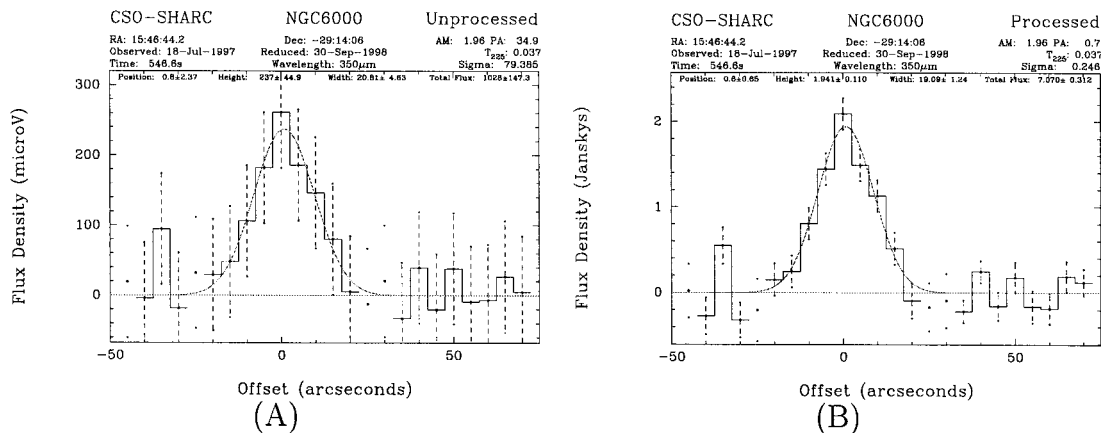 CSO-SHARC NGC6000 Unprocessed
RA: 15:46:44.2 Dec: -29:14:06 AM: 1.96 PA: 34.9
Observed: 18-Jul-1997 Reduced: 30-Sep-1998 T225: 0.037
Time: 546.6s Wavelength: 350μm Sigma: 79.385
Position: 0.8±2.37 Height: 237± 44.9 Width: 20.81± 4.63 Total Flux: 1028±147.3
300
200
100
0
Flux Density (microV)
-50 0 50
Offset (arcseconds)
(A)
CSO-SHARC NGC6000 Processed
RA: 15:46:44.2 Dec: -29:14:06 AM: 1.96 PA: 0.7
Observed: 18-Jul-1997 Reduced: 30-Sep-1998 T225: 0.037
Time: 546.6s Wavelength: 350μm Sigma: 0.246
Position: 0.6±0.65 Height: 1.941± 0.110 Width: 19.09± 1.24 Total Flux: 7.070± 0.312
2
1
0
Flux Density (Janskys)
-50 0 50
Offset (arcseconds)
(B)